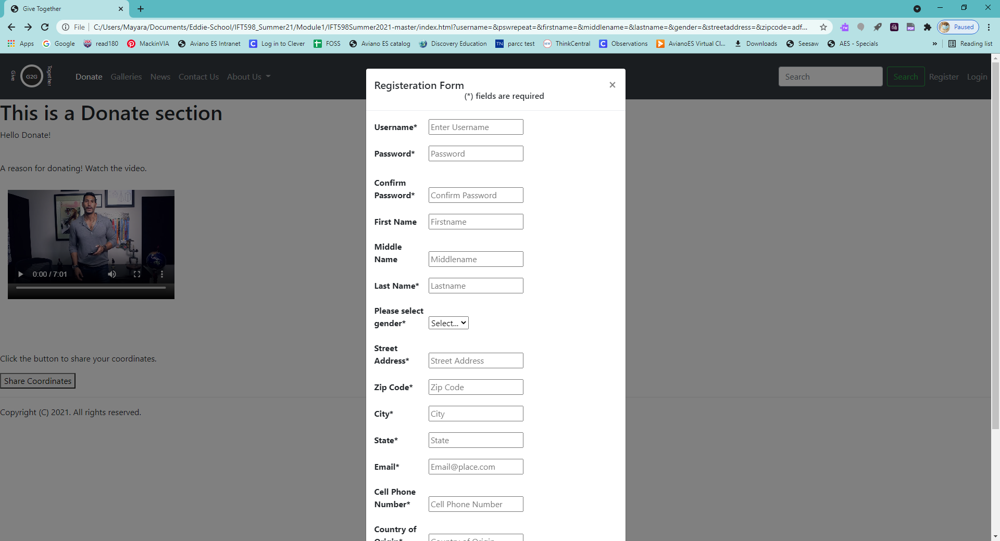 Give Together
File C:/Users/Mayara/Documents/Eddie-School/IFT598_Summer21/Module1/IFT598Summer2021-master/index.html?username=&pswrepeat=&firstname=&middlename=&lastname=&gender=&streetaddress=&zipcode=adf...
Paused
Apps Google read180 MackinVIA Aviano ES Intranet Log in to Clever FOSS Aviano ES catalog Discovery Education TN parcc test MW ThinkCentral Observations AvianoES Virtual Cl... Downloads Seesaw AES - Specials » Reading list
Give G2G Together Donate Galleries News Contact Us About Us Search Search Register Login
Registeration Form ×
(*) fields are required
This is a Donate section
Hello Donate!
A reason for donating! Watch the video.
0:00 / 7:01
Click the button to share your coordinates.
Share Coordinates
Copyright (C) 2021. All rights reserved.
Username* Enter Username
Password* Password
Confirm
Password* Confirm Password
First Name Firstname
Middle
Name Middlename
Last Name* Lastname
Please select
gender* Select...
Street
Address* Street Address
Zip Code* Zip Code
City* City
State* State
Email* Email@place.com
Cell Phone
Number* Cell Phone Number
Country of
Origin* Country of Origin